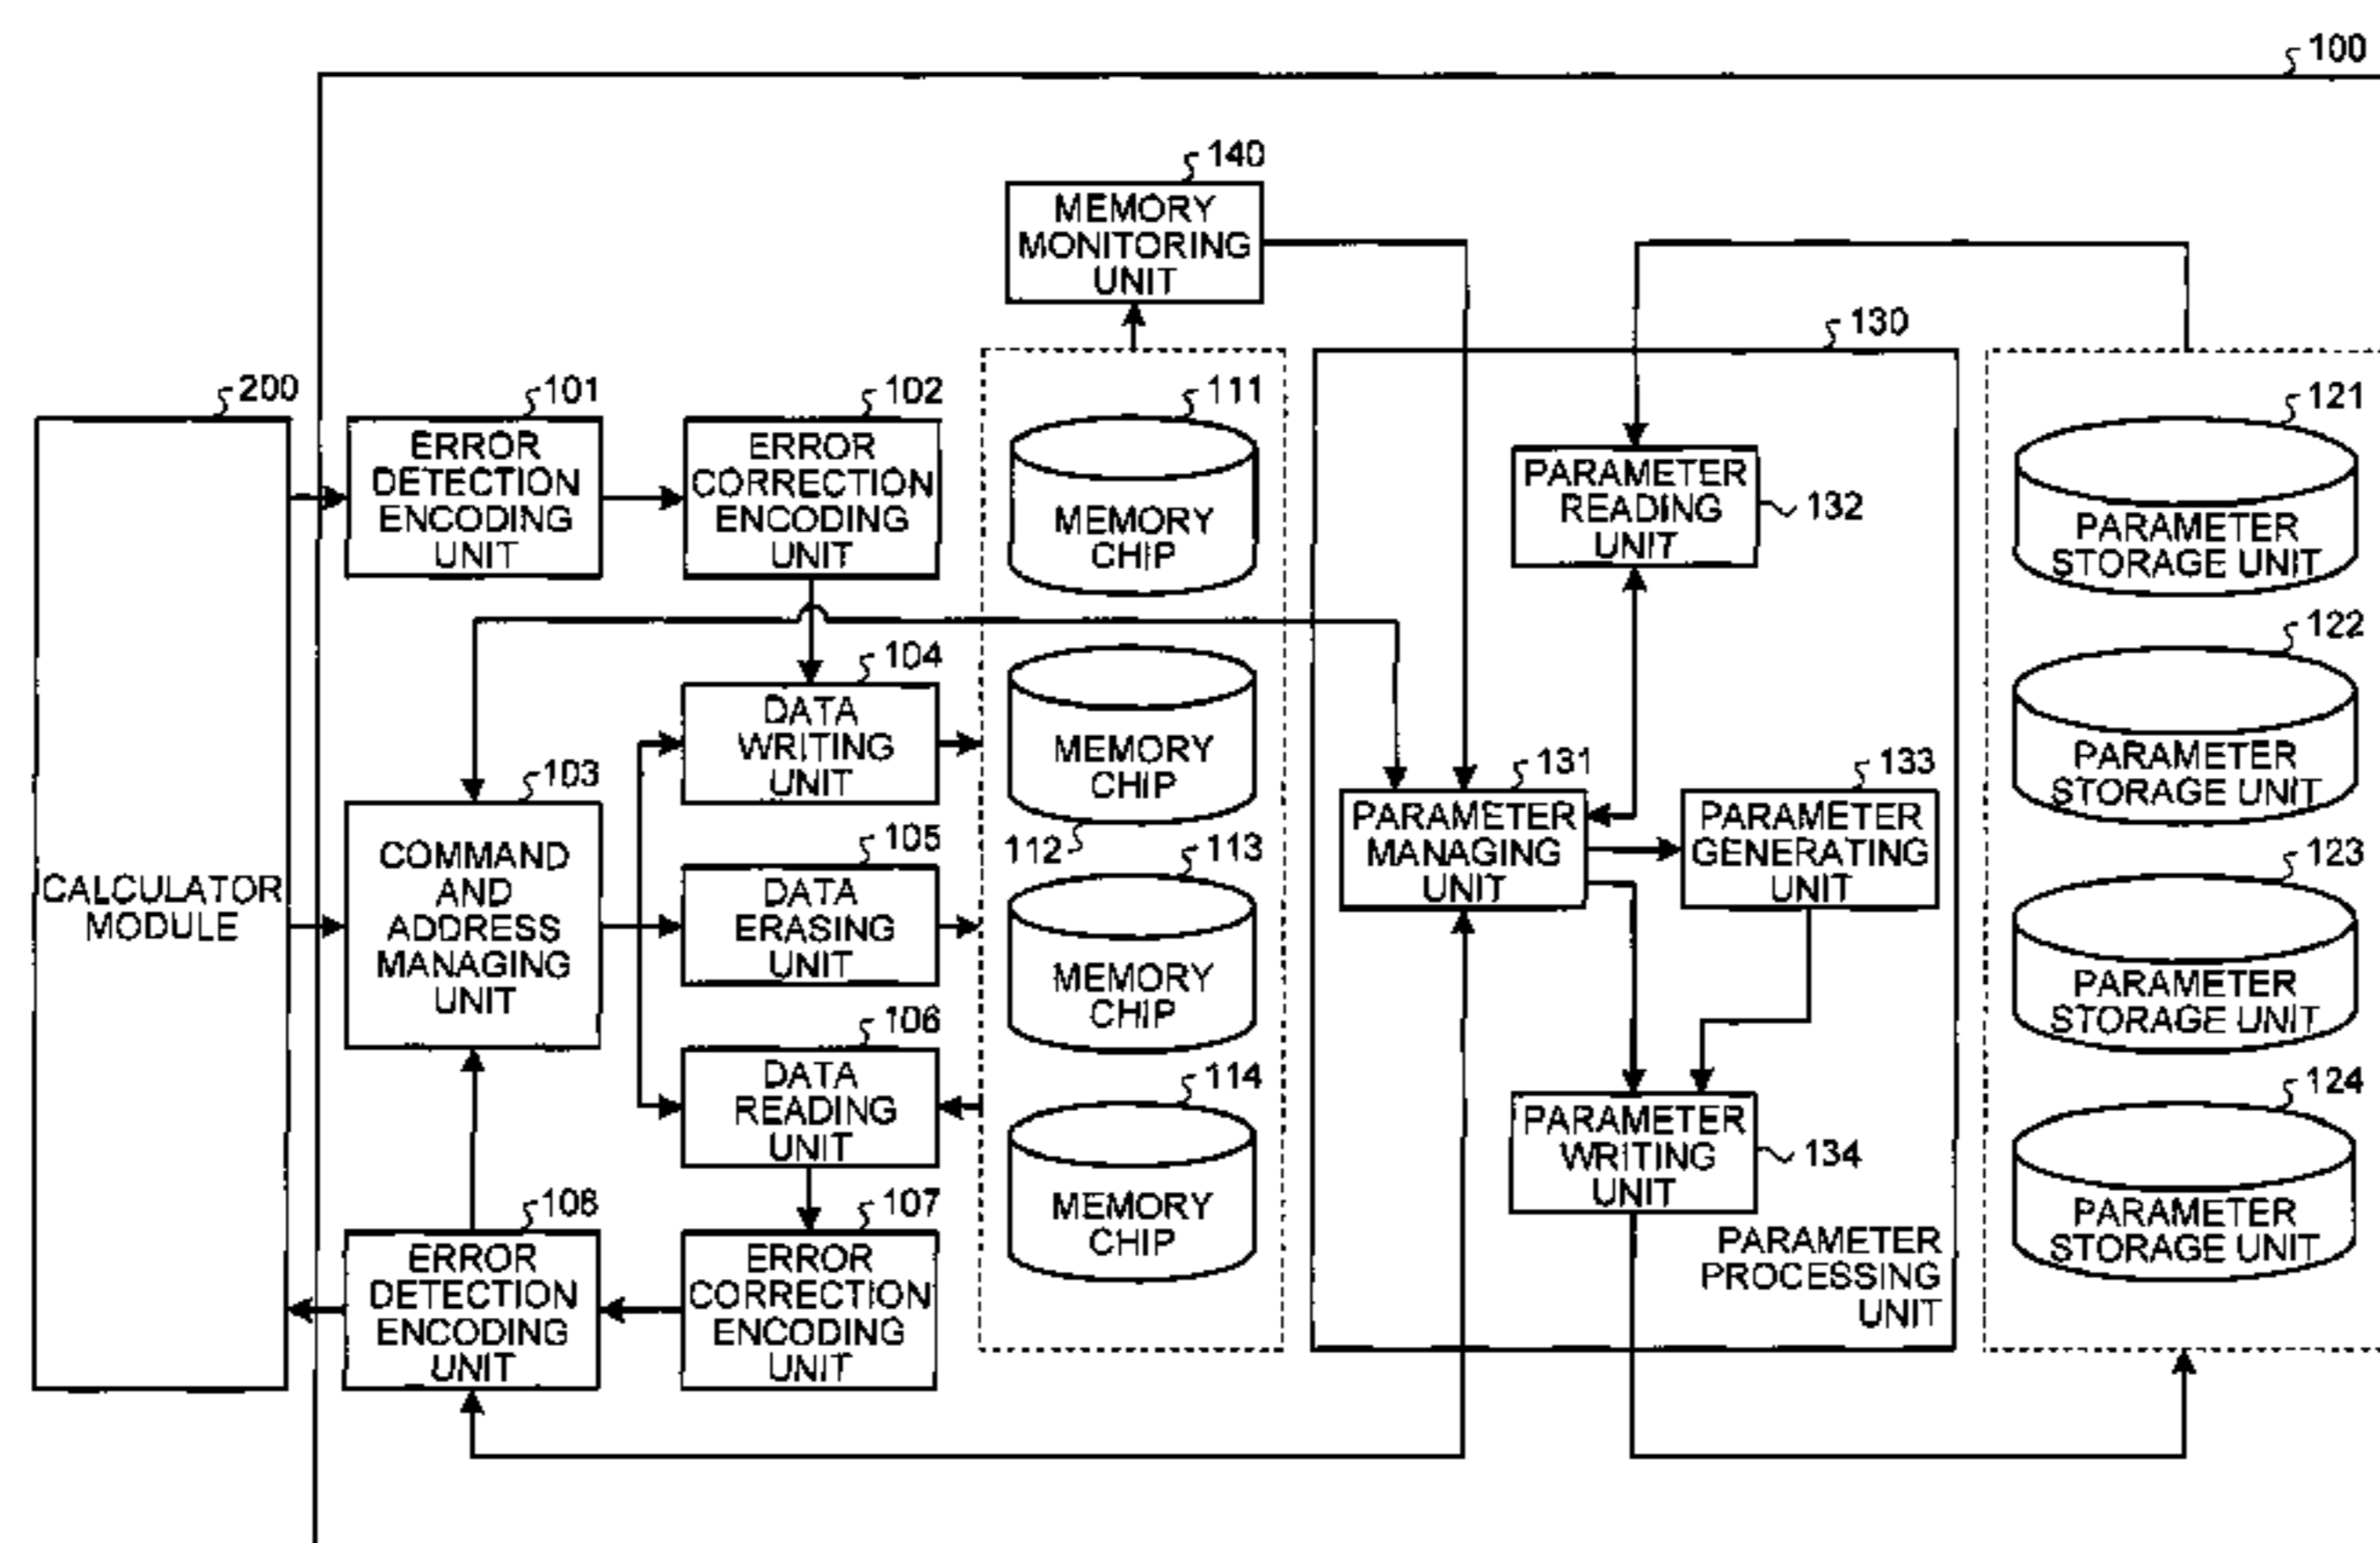 100
140
MEMORY
MONITORING
UNIT
130
200
CALCULATOR
MODULE
101
ERROR
DETECTION
ENCODING
UNIT
102
ERROR
CORRECTION
ENCODING
UNIT
111
MEMORY
CHIP
PARAMETER
READING
UNIT
132
121
PARAMETER
STORAGE UNIT
104
DATA
WRITING
UNIT
MEMORY
CHIP
112
122
PARAMETER
STORAGE UNIT
103
COMMAND
AND
ADDRESS
MANAGING
UNIT
105
DATA
ERASING
UNIT
113
MEMORY
CHIP
131
PARAMETER
MANAGING
UNIT
133
PARAMETER
GENERATING
UNIT
123
PARAMETER
STORAGE UNIT
106
DATA
READING
UNIT
114
MEMORY
CHIP
PARAMETER
WRITING
UNIT
134
124
PARAMETER
STORAGE UNIT
108
ERROR
DETECTION
ENCODING
UNIT
107
ERROR
CORRECTION
ENCODING
UNIT
PARAMETER
PROCESSING
UNIT